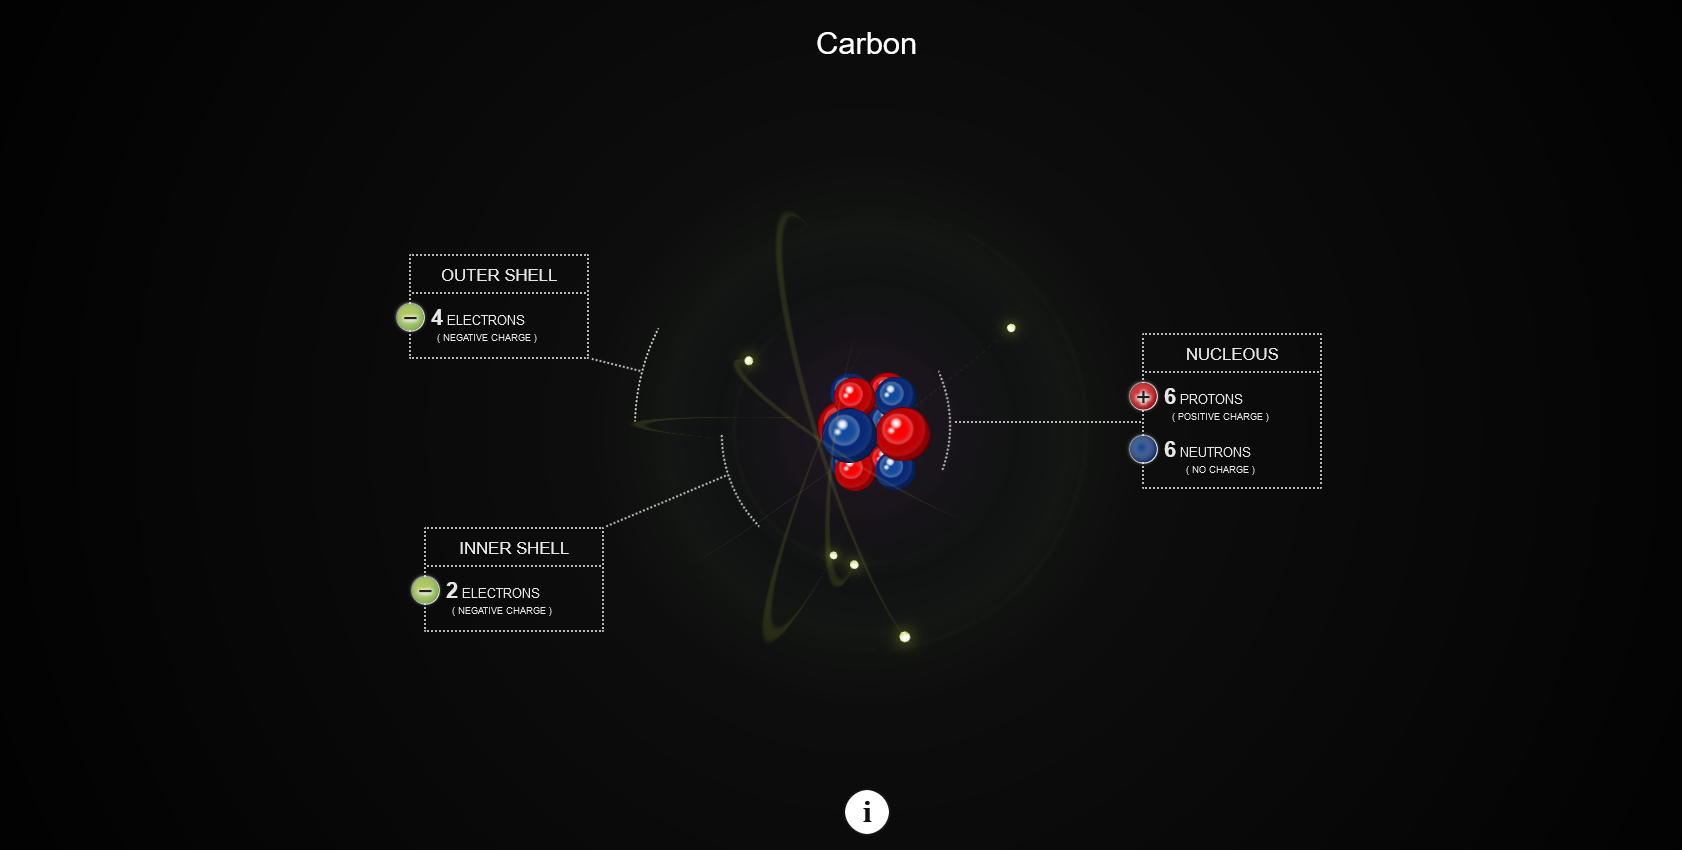 Carbon
OUTER SHELL
4 ELECTRONS
( NEGATIVE CHARGE )
NUCLEOUS
6 PROTONS
( POSITIVE CHARGE )
6 NEUTRONS
( NO CHARGE )
INNER SHELL
2 ELECTRONS
( NEGATIVE CHARGE )
i